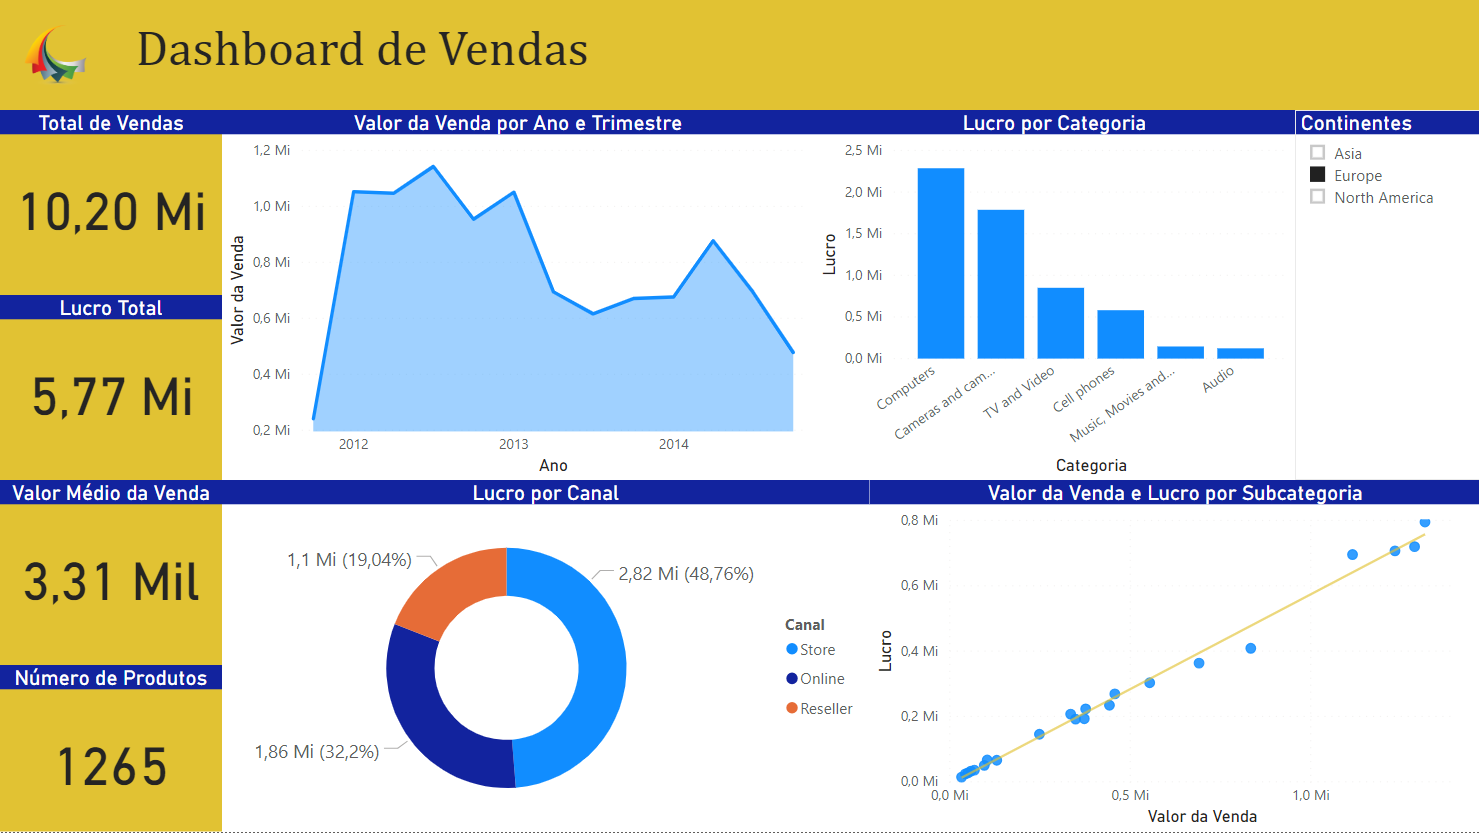 Dashboard de Vendas
Total de Vendas
10,20 Mi
Lucro Total
5,77 Mi
Valor Médio da Venda
3,31 Mil
Número de Produtos
1265
Valor da Venda por Ano e Trimestre
Valor da Venda
1,2 Mi
1,0 Mi
0,8 Mi
0,6 Mi
0,4 Mi
0,2 Mi
2012
2013
2014
Ano
Lucro por Categoria
Lucro
2,5 Mi
2,0 Mi
1,5 Mi
1,0 Mi
0,5 Mi
0,0 Mi
Computers
Cameras and cam...
TV and Video
Cell phones
Music, Movies and...
Audio
Categoria
Continentes
Asia
Europe
North America
Lucro por Canal
1,1 Mi (19,04%)
2,82 Mi (48,76%)
1,86 Mi (32,2%)
Canal
Store
Online
Reseller
Valor da Venda e Lucro por Subcategoria
Lucro
0,8 Mi
0,6 Mi
0,4 Mi
0,2 Mi
0,0 Mi
0,0 Mi
0,5 Mi
1,0 Mi
Valor da Venda